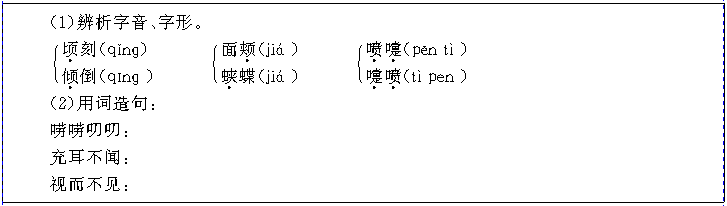 (1)辨析字音、字形。
顷刻(qǐng) 面颊(jiá) 喷嚏(pēn tì)
倾倒(qīng) 蛱蝶(jiá) 嚏喷(tì pen)
(2)用词造句：
唠唠叨叨：
充耳不闻：
视而不见：